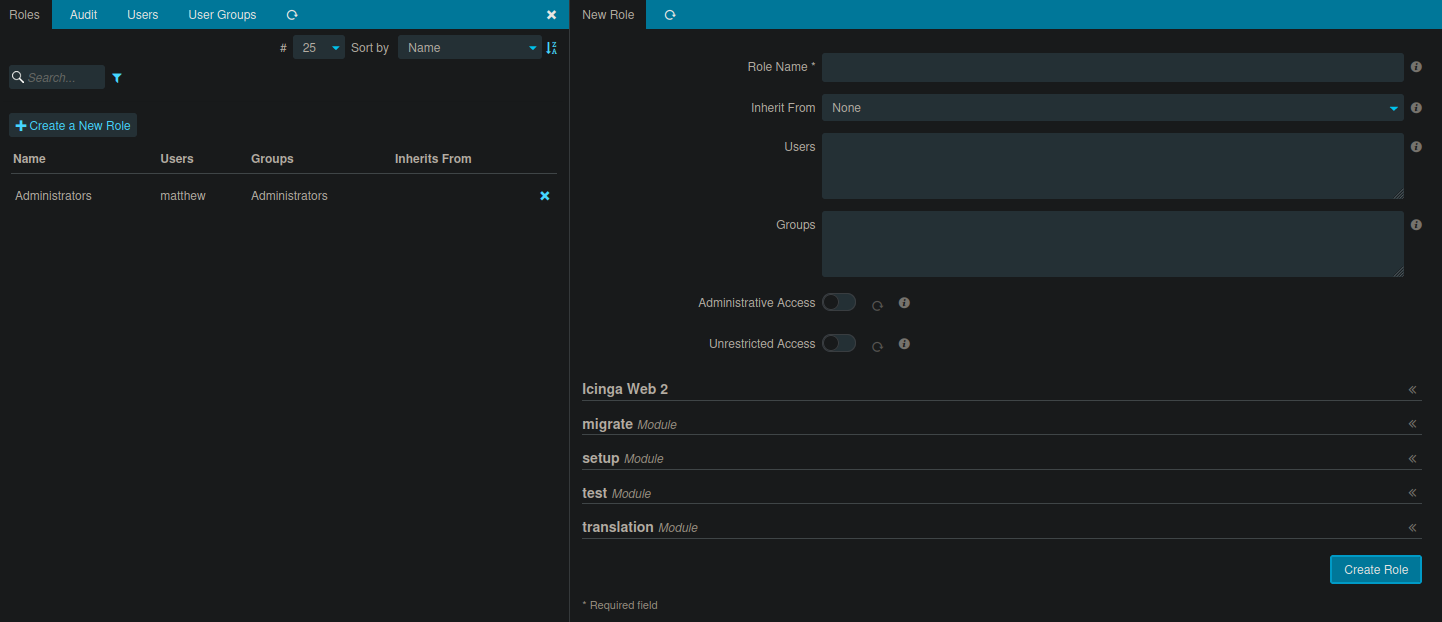 Roles Audit Users User Groups
# 25 Sort by Name
Search...
Create a New Role
Name Users Groups Inherits From
Administrators matthew Administrators
New Role
Role Name *
Inherit From None
Users
Groups
Administrative Access
Unrestricted Access
Icinga Web 2
migrate Module
setup Module
test Module
translation Module
Create Role
* Required field